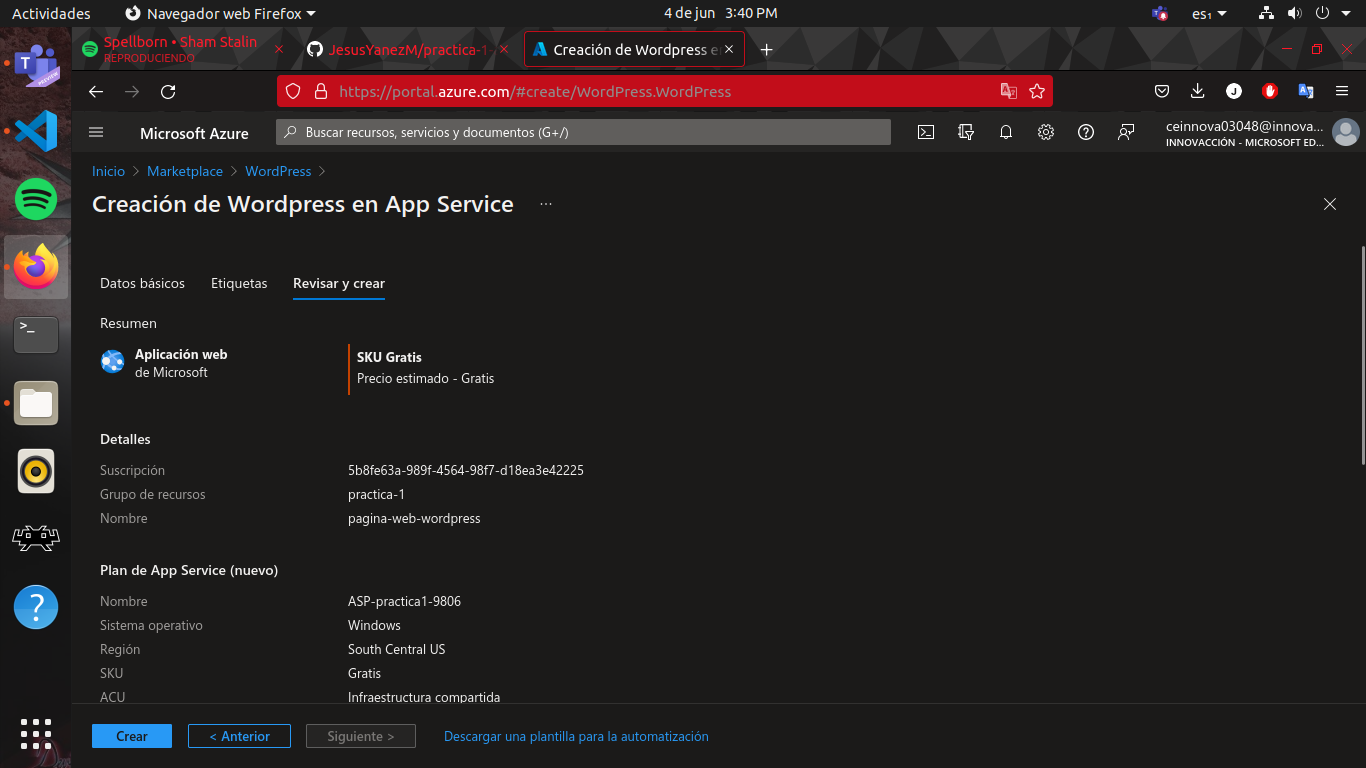 Actividades
Navegador web Firefox
4 de jun 3:40 PM
es₁
Spellborn • Sham Stalin
REPRODUCIENDO
JesusYanezM/practica-1
Creación de Wordpress e
https://portal.azure.com/#create/WordPress.WordPress
Microsoft Azure
Buscar recursos, servicios y documentos (G+/)
ceinnova03048@innova...
INNOVACCIÓN - MICROSOFT ED...
Inicio > Marketplace > WordPress >
Creación de Wordpress en App Service ...
Datos básicos Etiquetas Revisar y crear
Resumen
Aplicación web
de Microsoft
SKU Gratis
Precio estimado - Gratis
Detalles
Suscripción 5b8fe63a-989f-4564-98f7-d18ea3e42225
Grupo de recursos practica-1
Nombre pagina-web-wordpress
Plan de App Service (nuevo)
Nombre ASP-practica1-9806
Sistema operativo Windows
Región South Central US
SKU Gratis
ACU Infraestructura compartida
Crear < Anterior Siguiente > Descargar una plantilla para la automatización